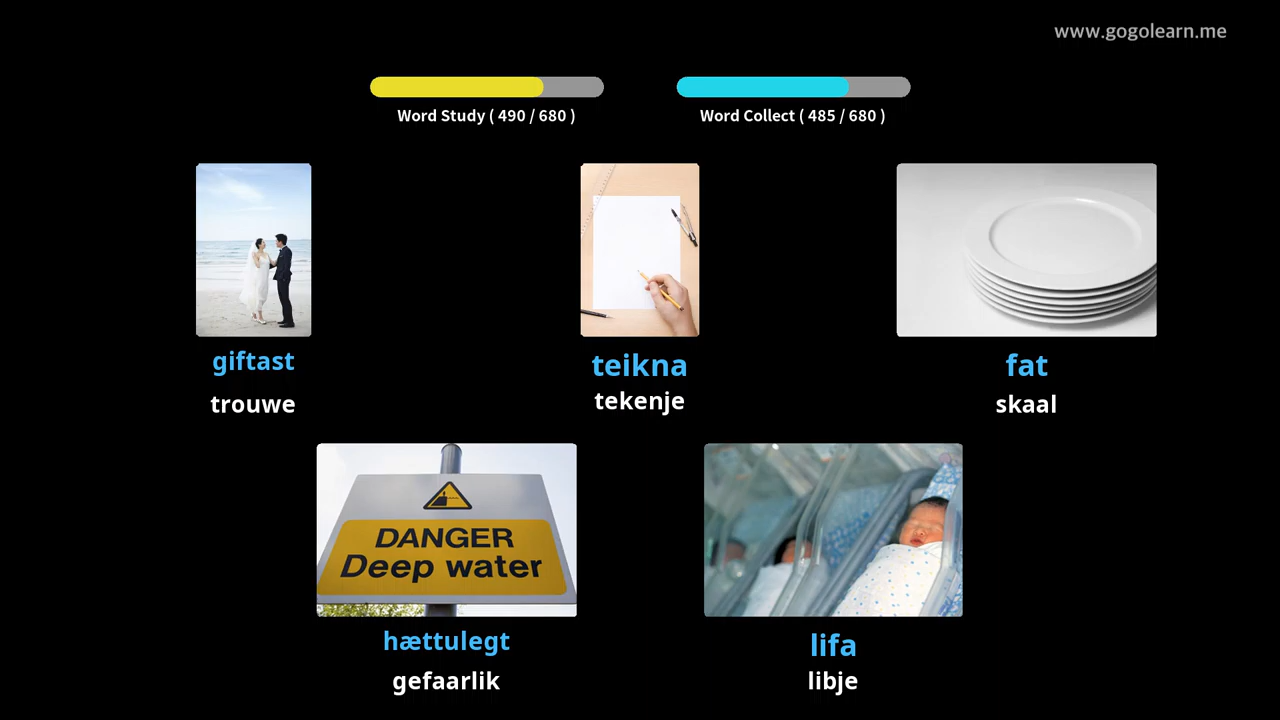 www.gogolearn.me
Word Study ( 490 / 680 )
Word Collect ( 485 / 680 )
giftast
trouwe
teikna
tekenje
fat
skaal
DANGER
Deep water
hættulegt
gefaarlik
lifa
libje